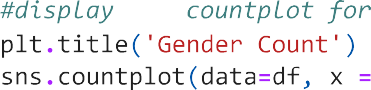 #display     countplot for
plt.title('Gender Count')
sns.countplot(data=df, x =